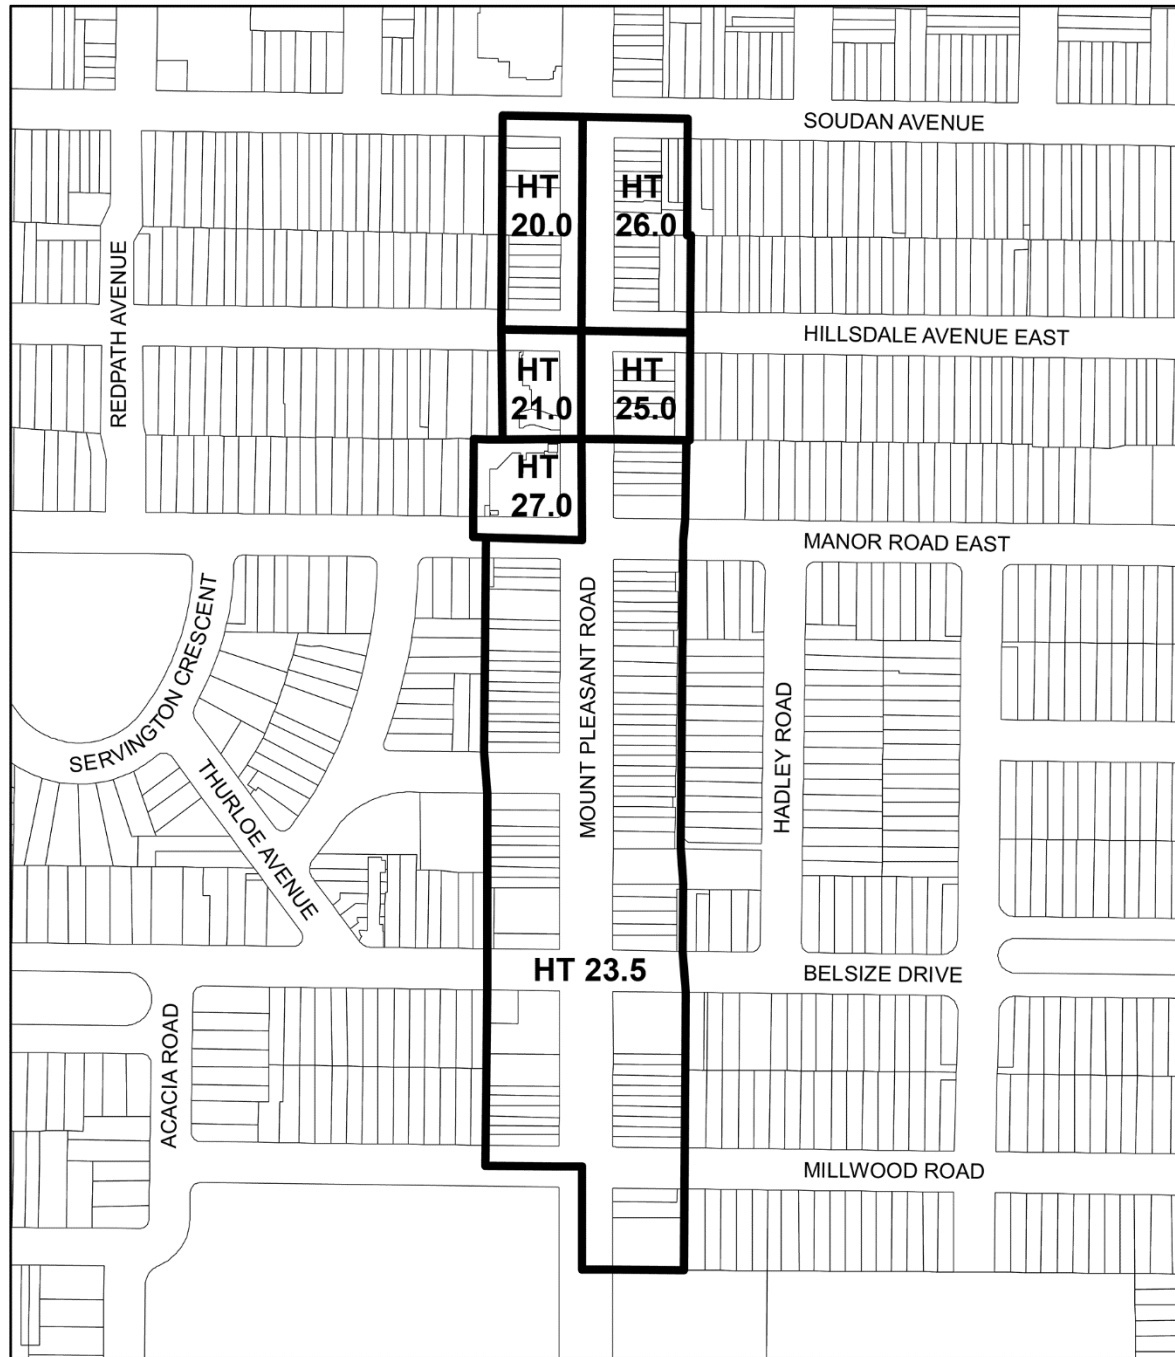 SOUDAN AVENUE
HT
20.0
HT
26.0
REDPATH AVENUE
HILLSDALE AVENUE EAST
HT
21.0
HT
25.0
HT
27.0
MANOR ROAD EAST
SERVINGTON CRESCENT
MOUNT PLEASANT ROAD
HADLEY ROAD
THURLOE AVENUE
HT 23.5
BELSIZE DRIVE
ACACIA ROAD
MILLWOOD ROAD